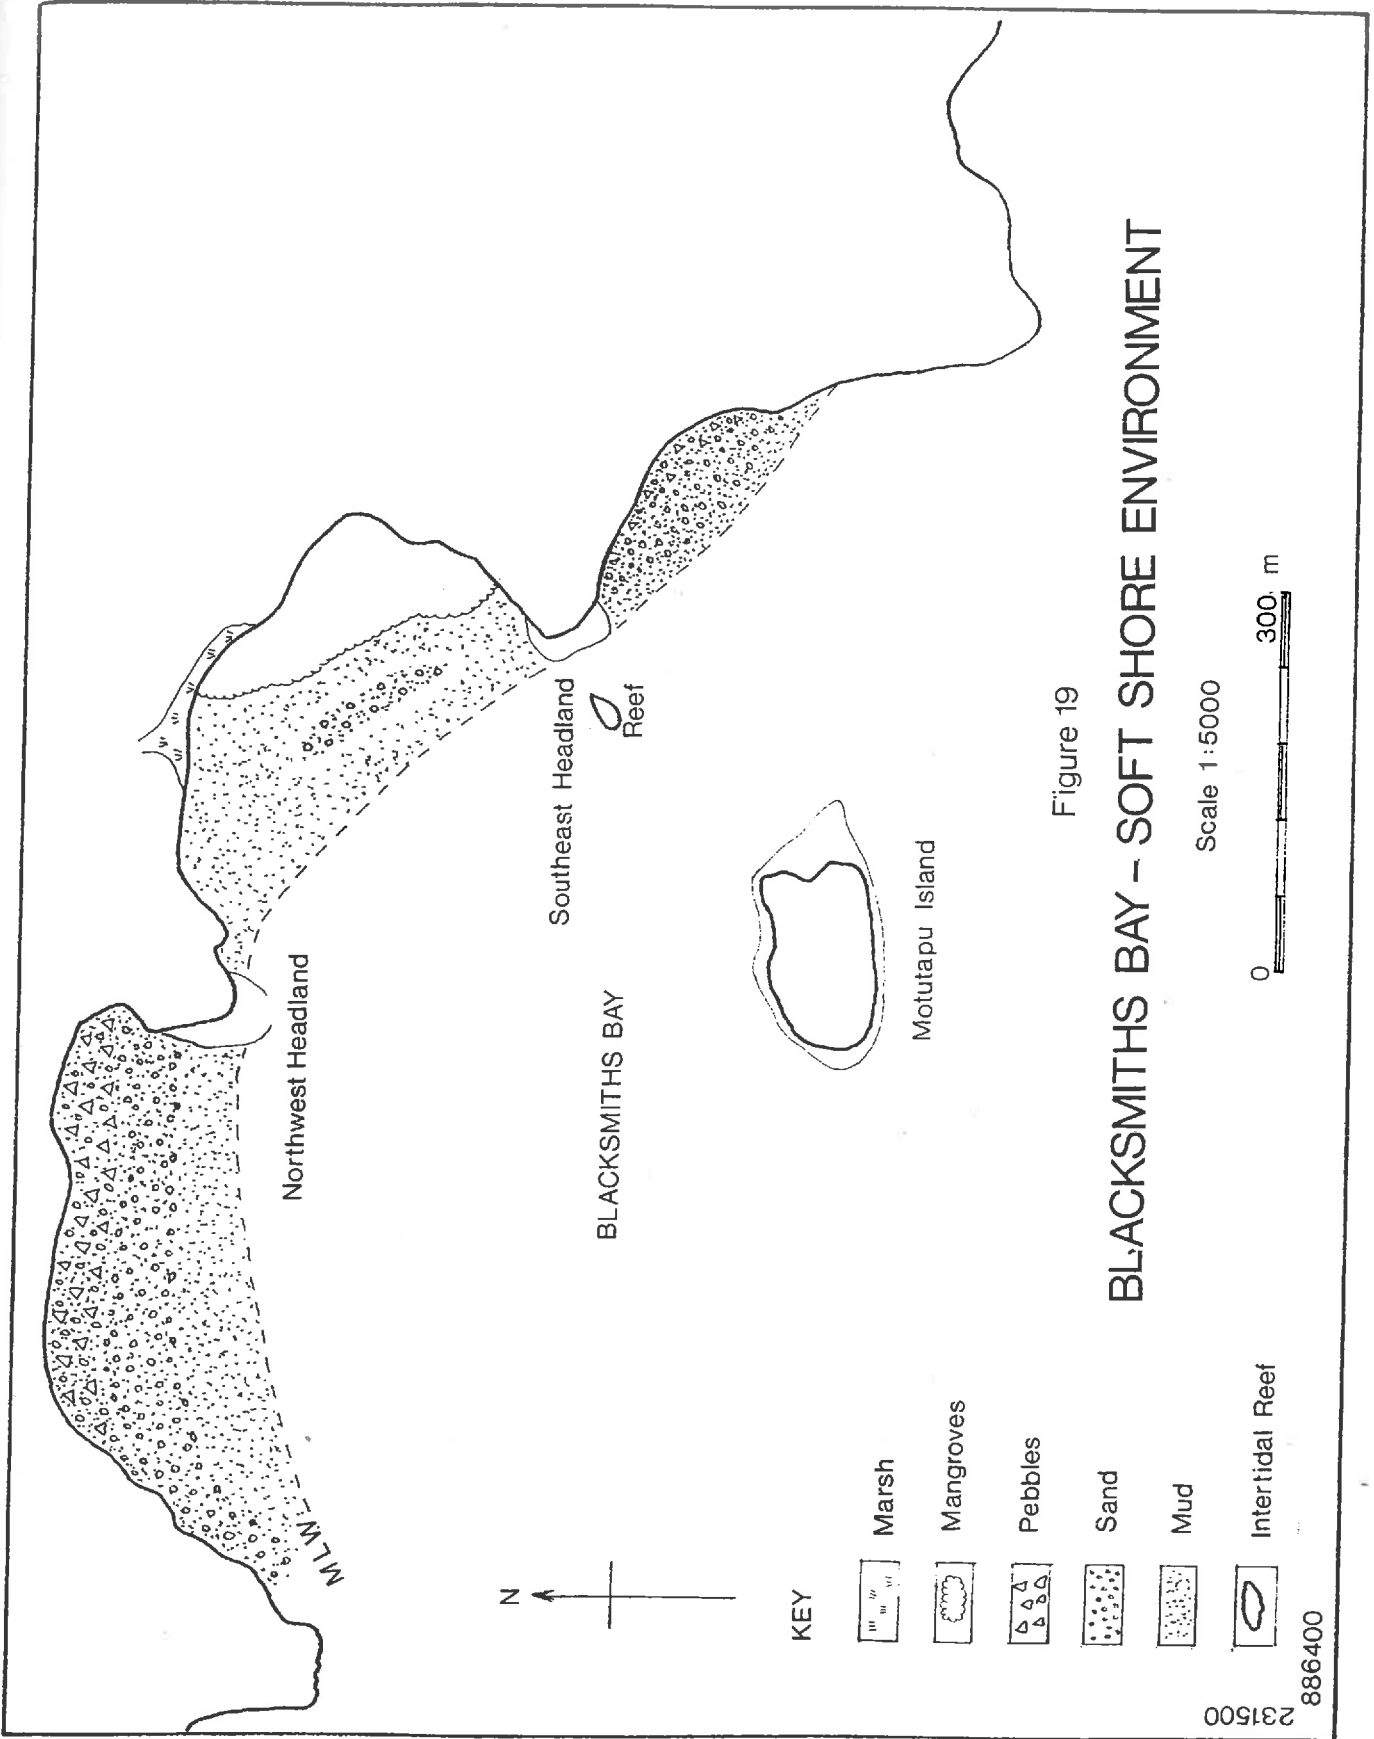 MLW
Northwest Headland
Southeast Headland
Reef
BLACKSMITHS BAY
Motutapu Island
N
KEY
Marsh
Mangroves
Pebbles
Sand
Mud
Intertidal Reef
Figure 19
BLACKSMITHS BAY – SOFT SHORE ENVIRONMENT
Scale 1:5000
0 300 m
231500
886400